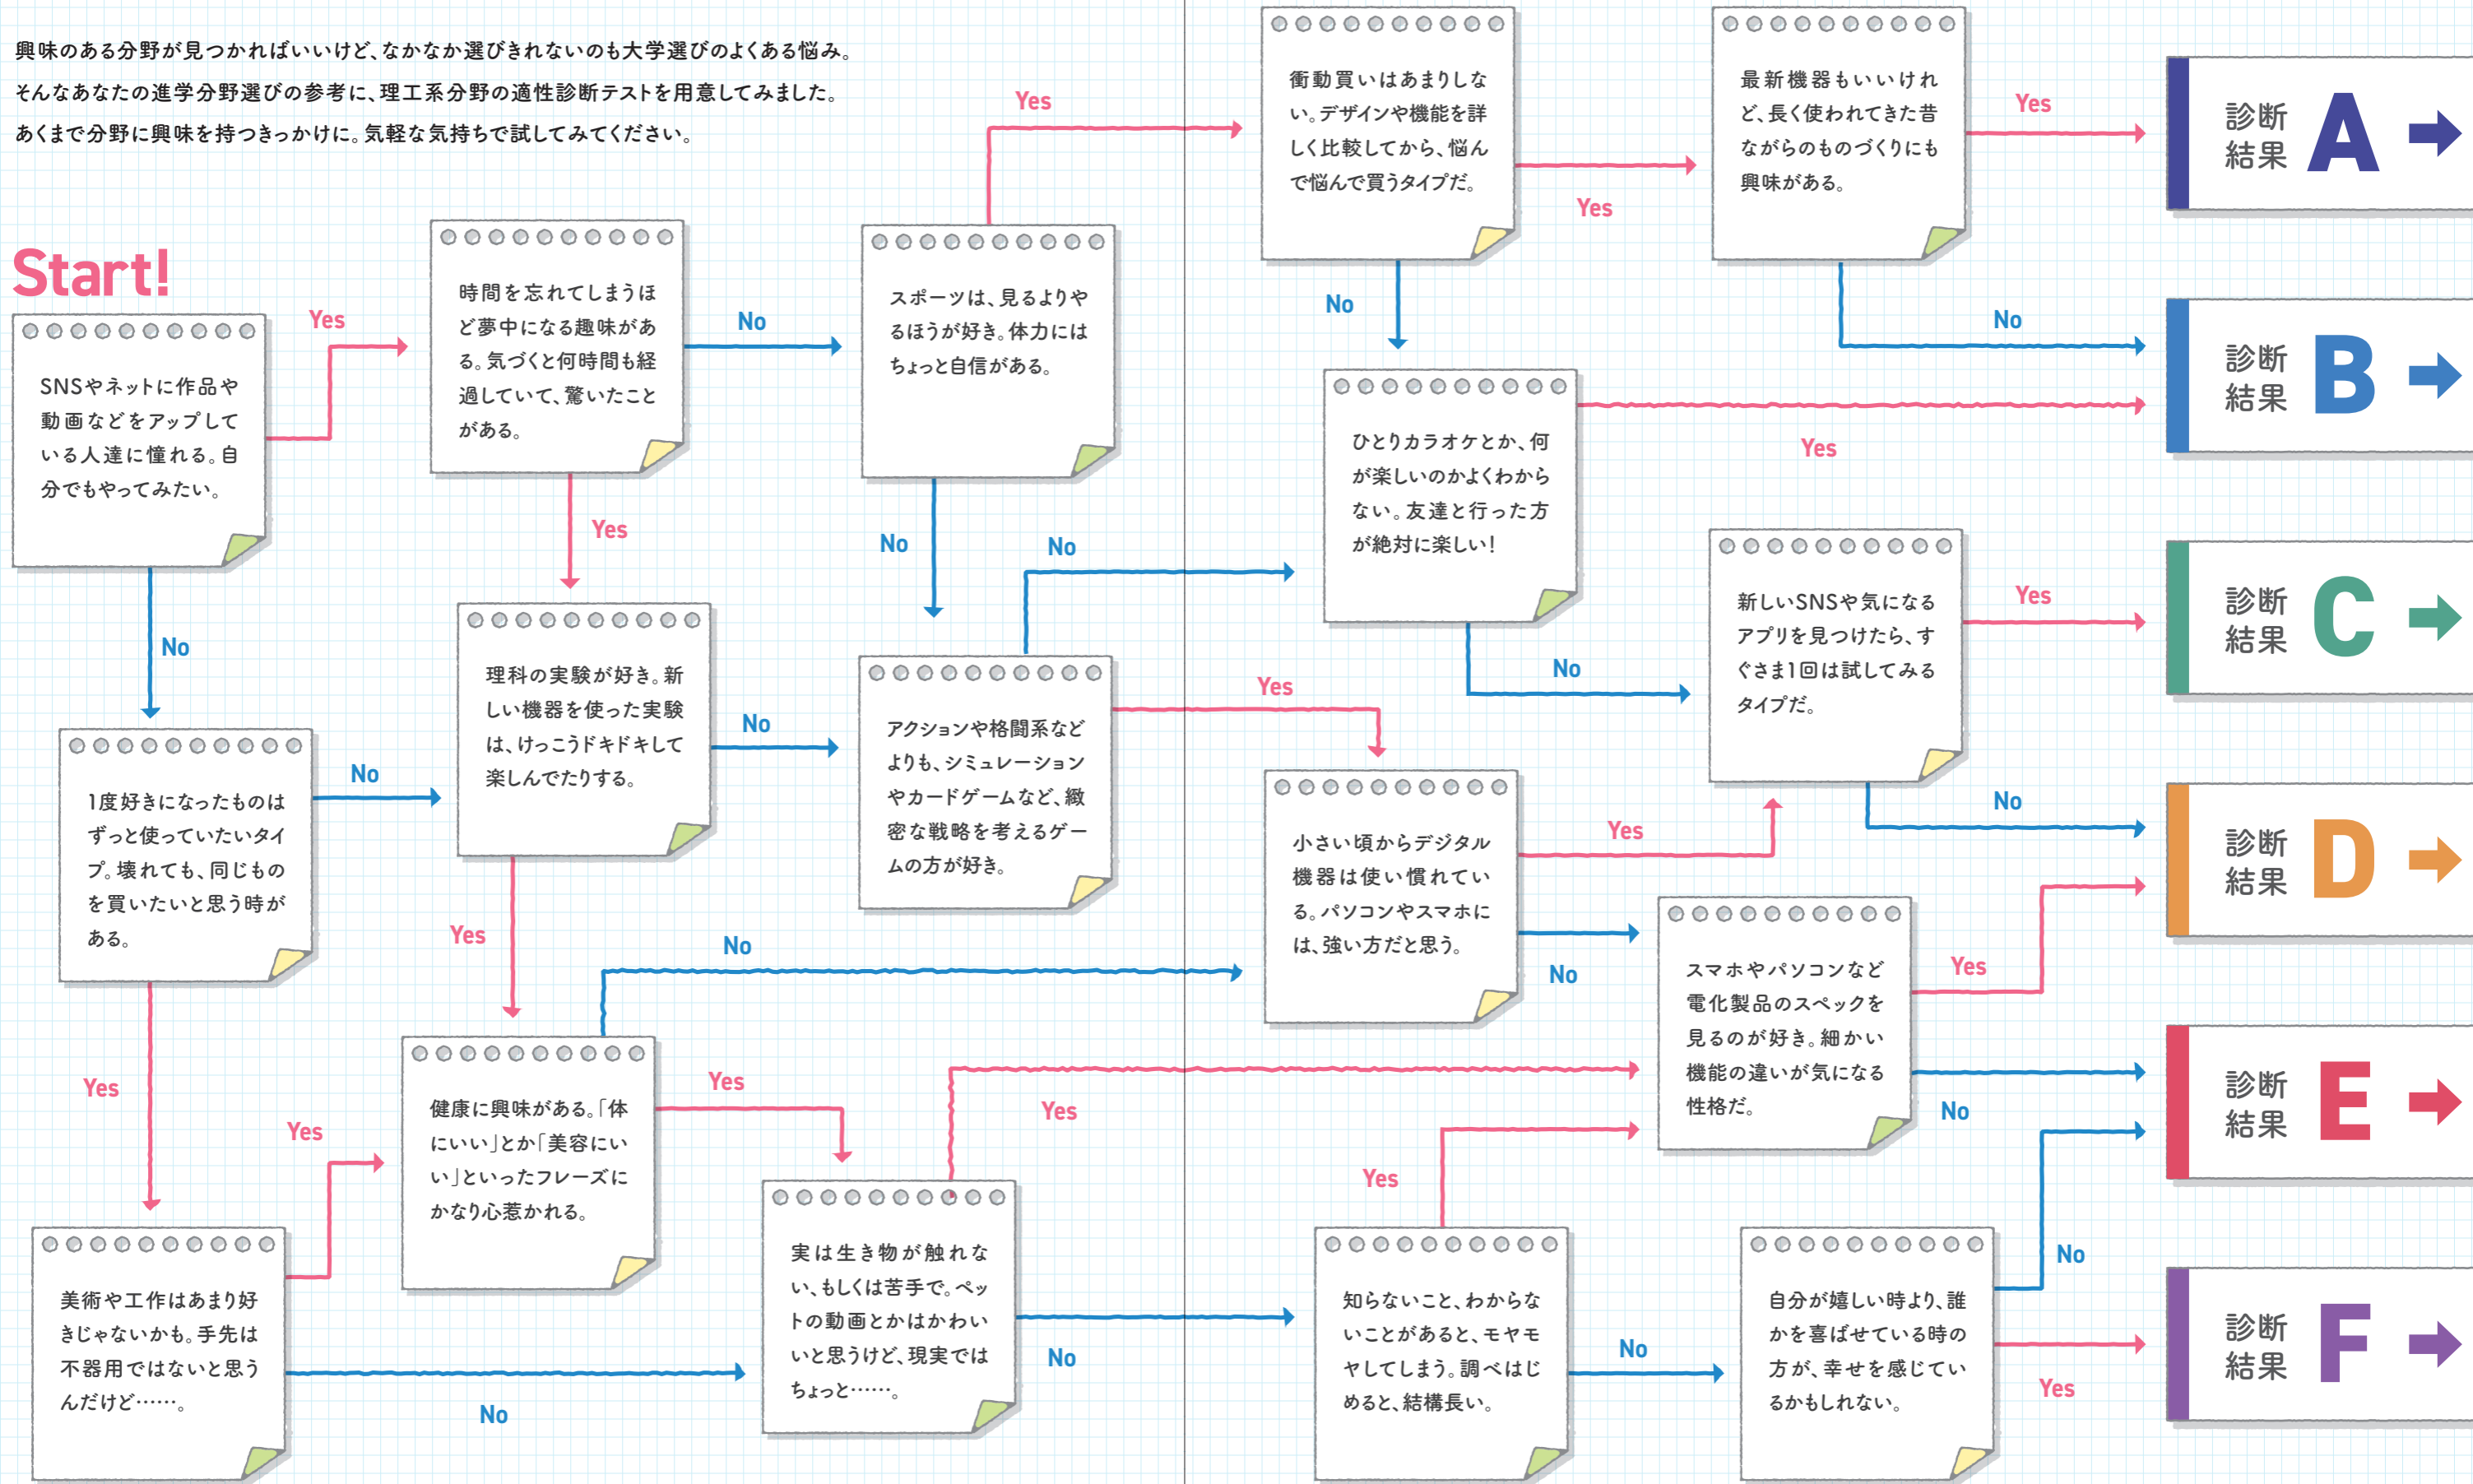 興味のある分野が見つかればいいけど、なかなか選びきれないのも大学選びのよくある悩み。
そんなあなたの進学分野選びの参考に、理工系分野の適性診断テストを用意してみました。
あくまで分野に興味を持つきっかけに。気軽な気持ちで試してみてください。
Start!
SNSやネットに作品や
動画などをアップして
いる人達に憧れる。自
分でもやってみたい。
Yes
No
時間を忘れてしまうほ
ど夢中になる趣味があ
る。気づくと何時間も経
過していて、驚いたこと
がある。
No
Yes
スポーツは、見るよりや
るほうが好き。体力には
ちょっと自信がある。
Yes
No
1度好きになったものは
ずっと使っていたいタイ
プ。壊れても、同じもの
を買いたいと思う時が
ある。
No
Yes
理科の実験が好き。新
しい機器を使った実験
は、けっこうドキドキして
楽しんでたりする。
No
Yes
アクションや格闘系など
よりも、シミュレーション
やカードゲームなど、緻
密な戦略を考えるゲー
ムの方が好き。
No
Yes
美術や工作はあまり好
きじゃないかも。手先は
不器用ではないと思う
んだけど……。
Yes
No
健康に興味がある。「体
にいい」とか「美容にい
い」といったフレーズに
かなり心惹かれる。
No
Yes
実は生き物が触れな
い、もしくは苦手で。ペッ
トの動画とかはかわい
いと思うけど、現実では
ちょっと……。
Yes
No
衝動買いはあまりしな
い。デザインや機能を詳
しく比較してから、悩ん
で悩んで買うタイプだ。
Yes
No
最新機器もいいけれ
ど、長く使われてきた昔
ながらのものづくりにも
興味がある。
Yes
No
ひとりカラオケとか、何
が楽しいのかよくわから
ない。友達と行った方
が絶対に楽しい!
Yes
No
新しいSNSや気になる
アプリを見つけたら、す
ぐさま1回は試してみる
タイプだ。
Yes
No
小さい頃からデジタル
機器は使い慣れてい
る。パソコンやスマホに
は、強い方だと思う。
Yes
No
スマホやパソコンなど
電化製品のスペックを
見るのが好き。細かい
機能の違いが気になる
性格だ。
Yes
No
知らないこと、わからな
いことがあると、モヤモ
ヤしてしまう。調べはじ
めると、結構長い。
Yes
No
自分が嬉しい時より、誰
かを喜ばせている時の
方が、幸せを感じてい
るかもしれない。
No
Yes
診断
結果 A
診断
結果 B
診断
結果 C
診断
結果 D
診断
結果 E
診断
結果 F